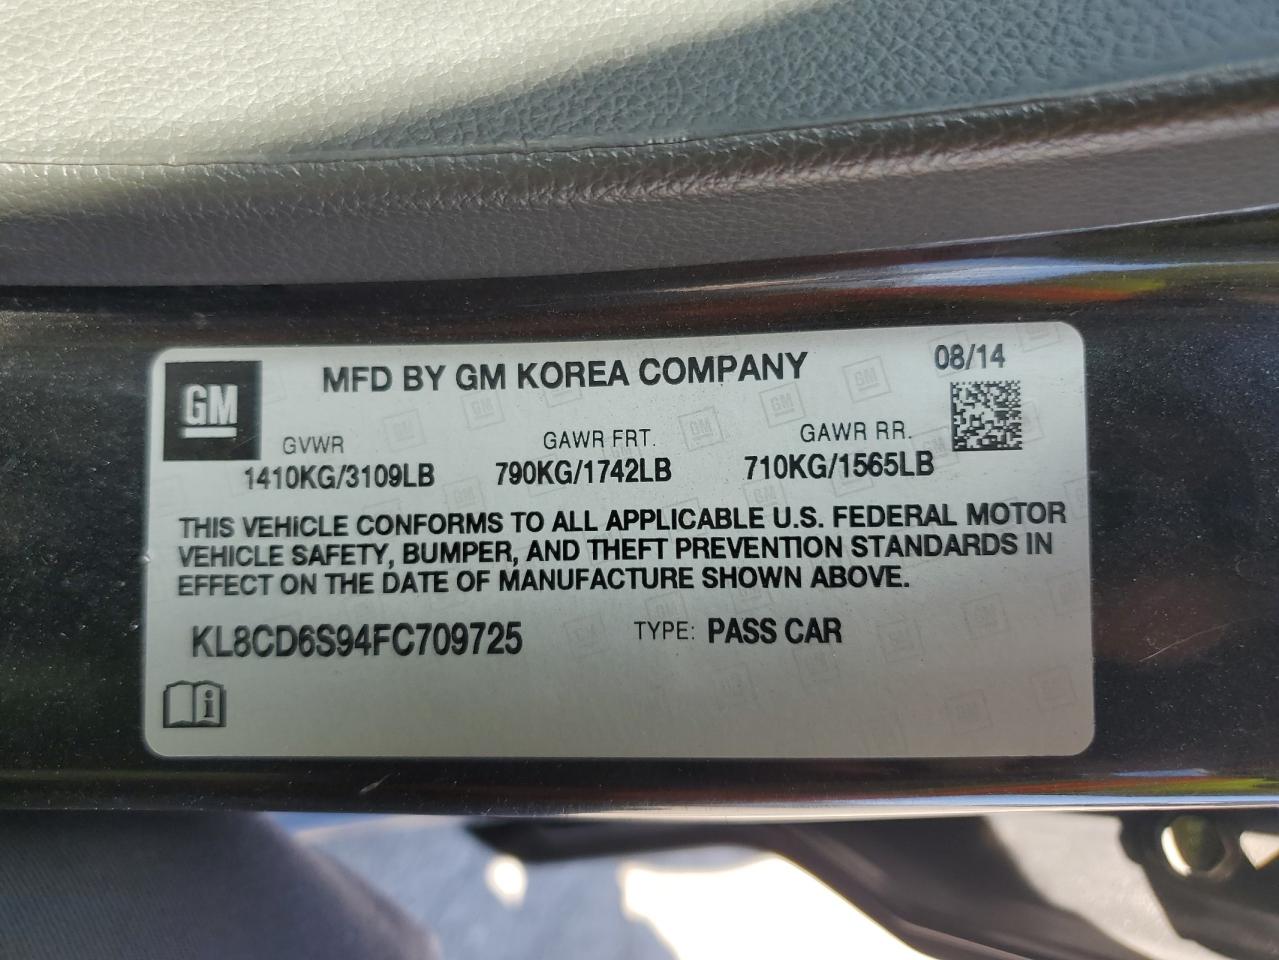 GM
MFD BY GM KOREA COMPANY
08/14
GVWR
GAWR FRT.
GAWR RR.
1410KG/3109LB
790KG/1742LB
710KG/1565LB
THIS VEHICLE CONFORMS TO ALL APPLICABLE U.S. FEDERAL MOTOR
VEHICLE SAFETY, BUMPER, AND THEFT PREVENTION STANDARDS IN
EFFECT ON THE DATE OF MANUFACTURE SHOWN ABOVE.
KL8CD6S94FC709725
TYPE: PASS CAR
i